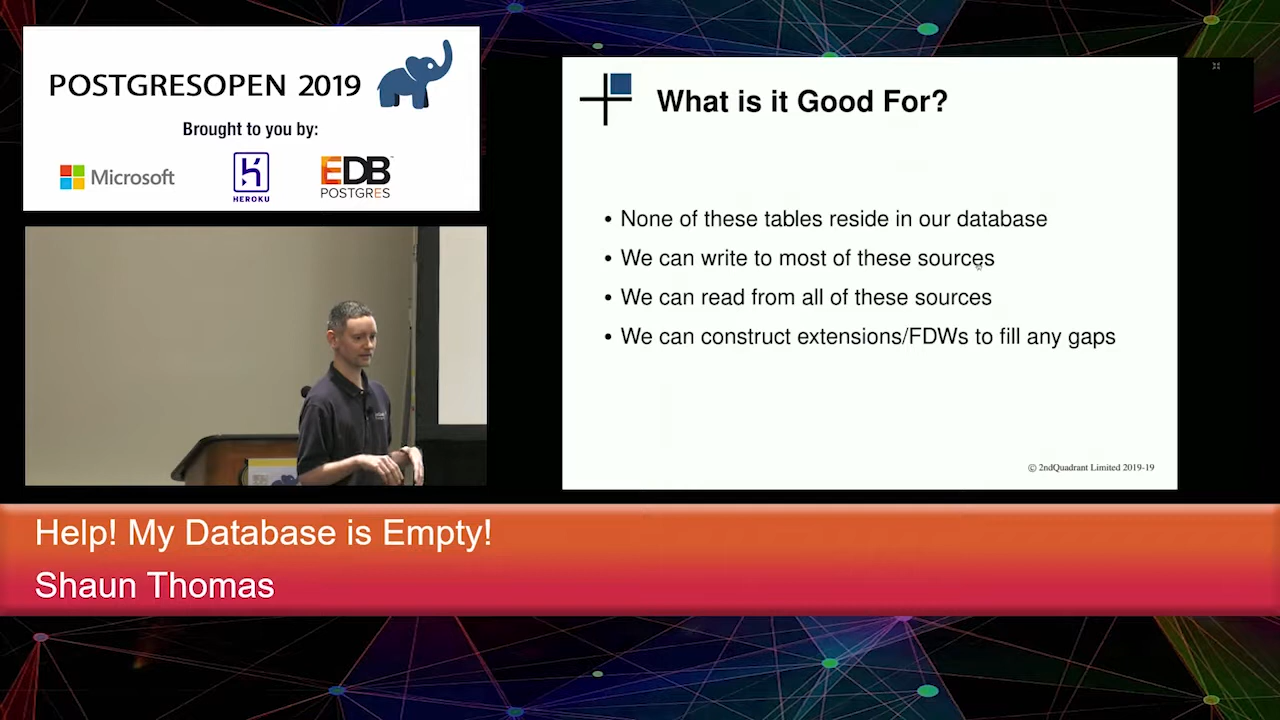 POSTGRESOPEN 2019
Brought to you by:
Microsoft
HEROKU
EDB
POSTGRES
What is it Good For?
• None of these tables reside in our database
• We can write to most of these sources
• We can read from all of these sources
• We can construct extensions/FDWs to fill any gaps
© 2ndQuadrant Limited 2019-19
Help! My Database is Empty!
Shaun Thomas